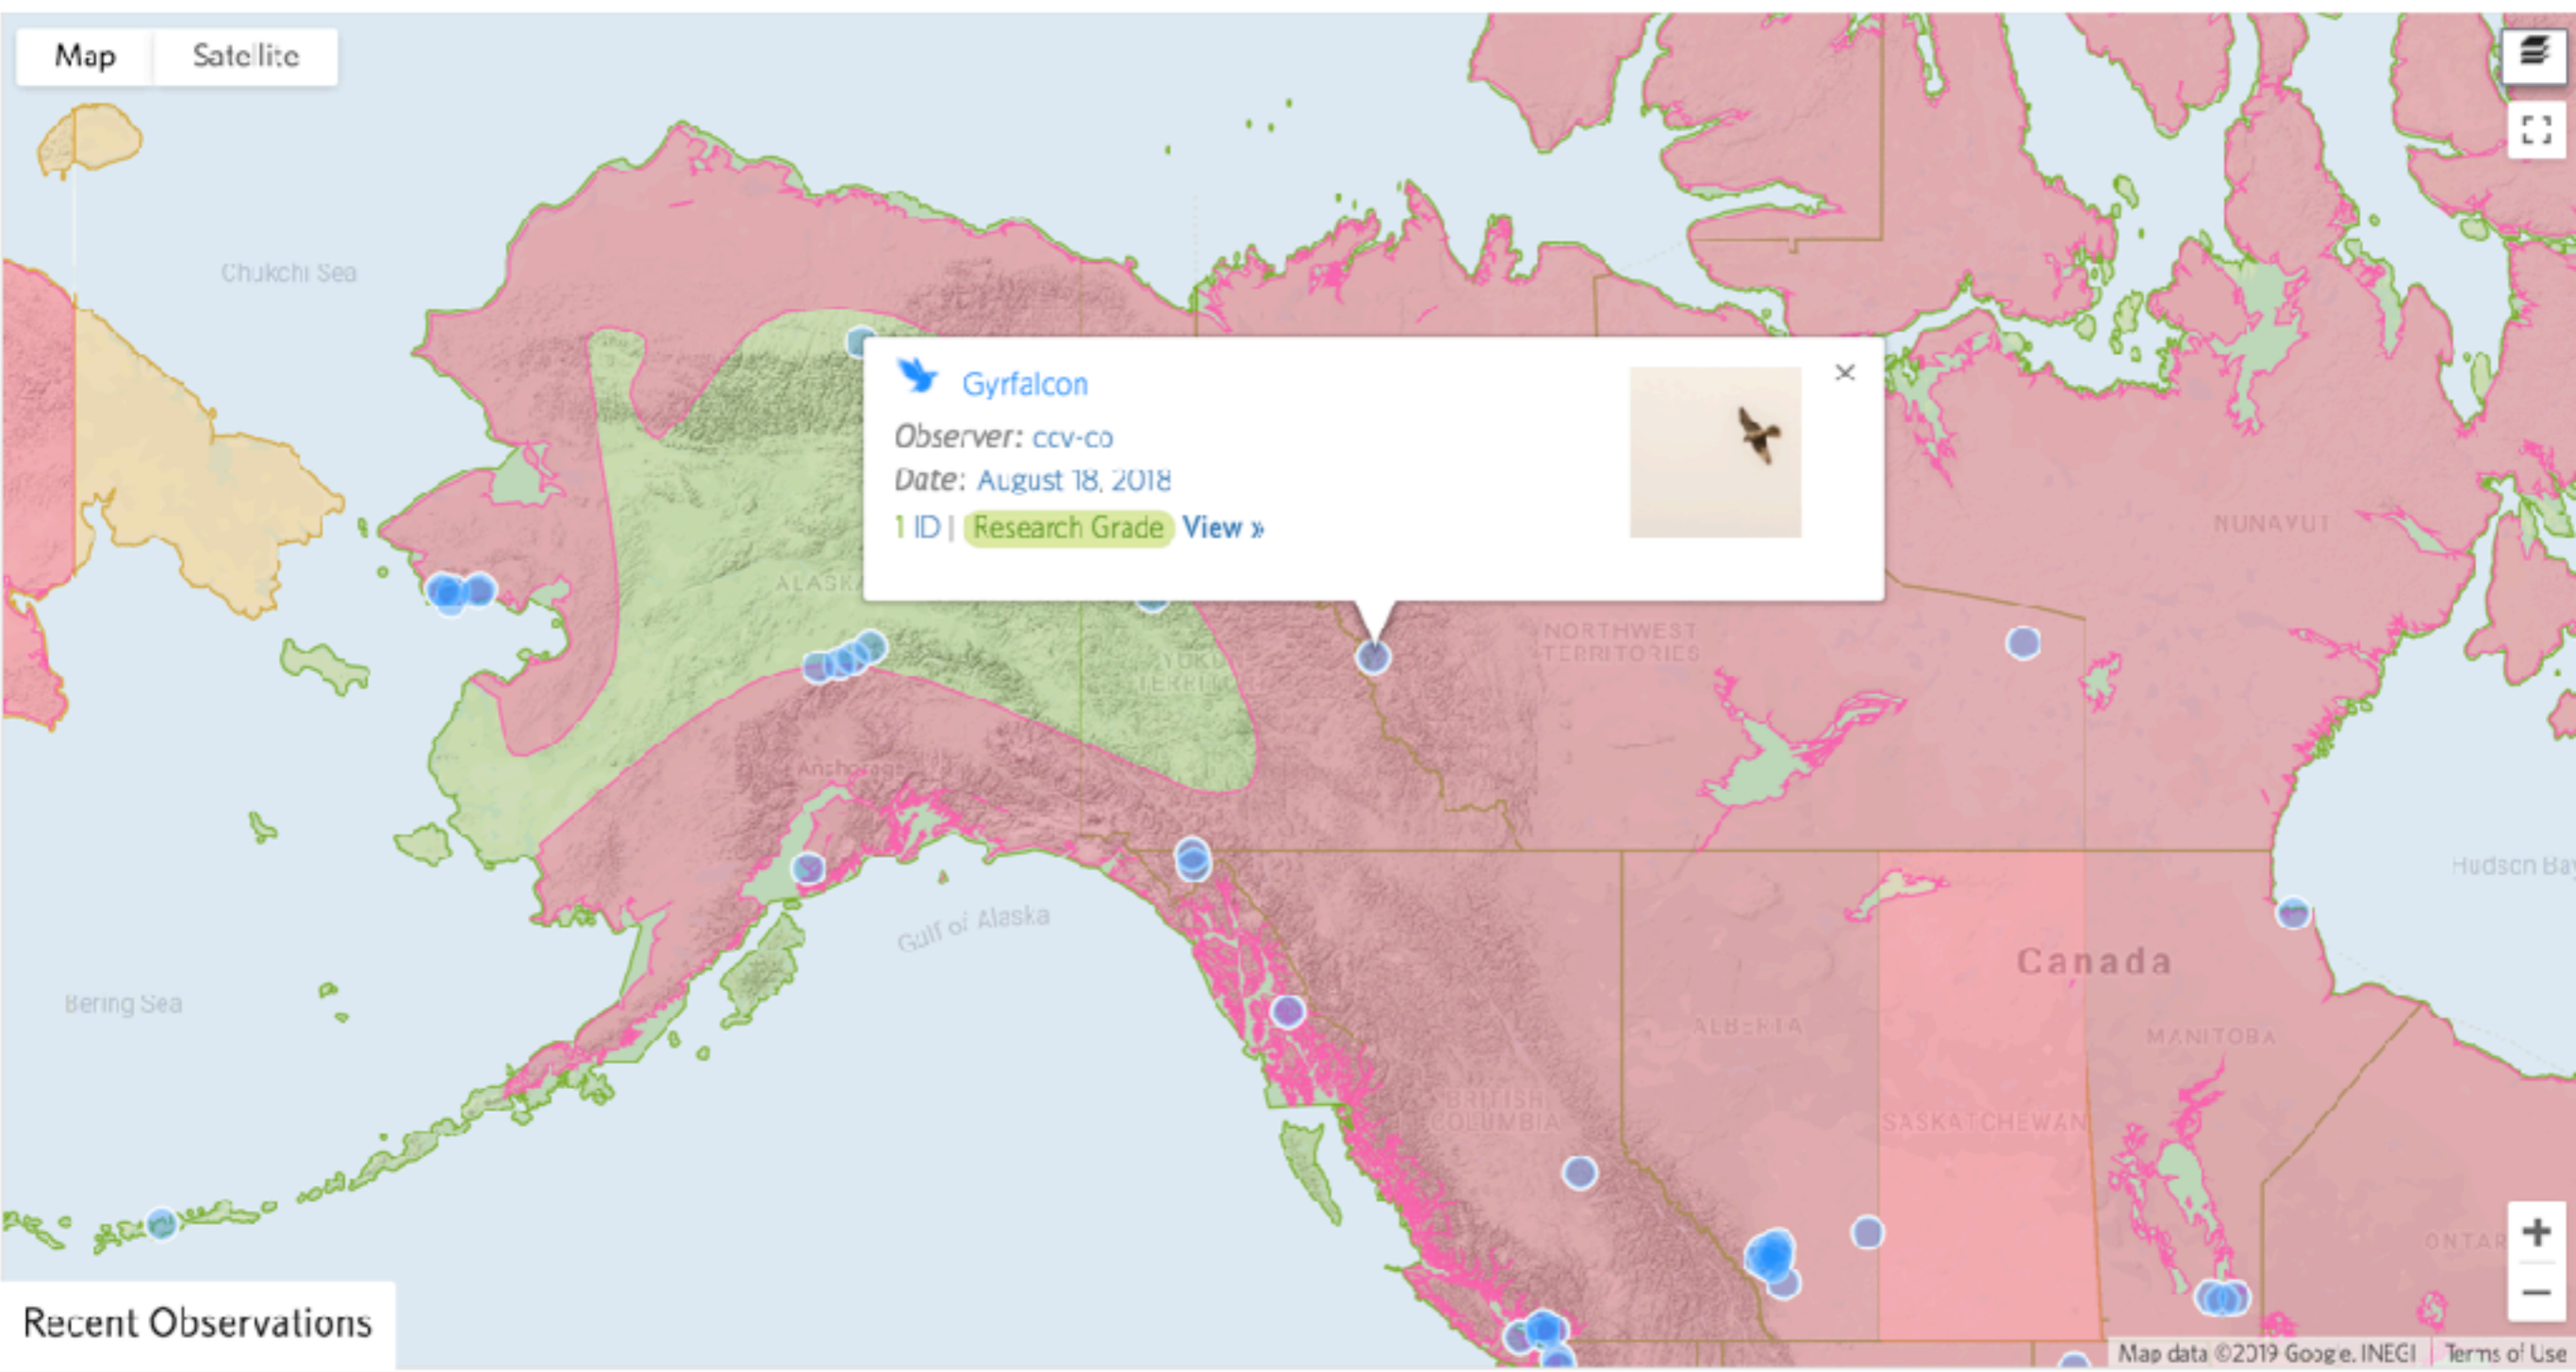 Map Satellite
Chukchi Sea
Gyrfalcon
Observer: ccv-co
Date: August 18, 2018
1 ID | Research Grade View »
NUNAVUT
ALASKA
NORTHWEST
TERRITORIES
Anchorage
Gulf of Alaska
Hudson Bay
Canada
Bering Sea
ALBERTA
MANITOBA
BRITISH
COLUMBIA
SASKATCHEWAN
ONTAR
+
−
Recent Observations
Map data ©2019 Google, INEGI Terms of Use